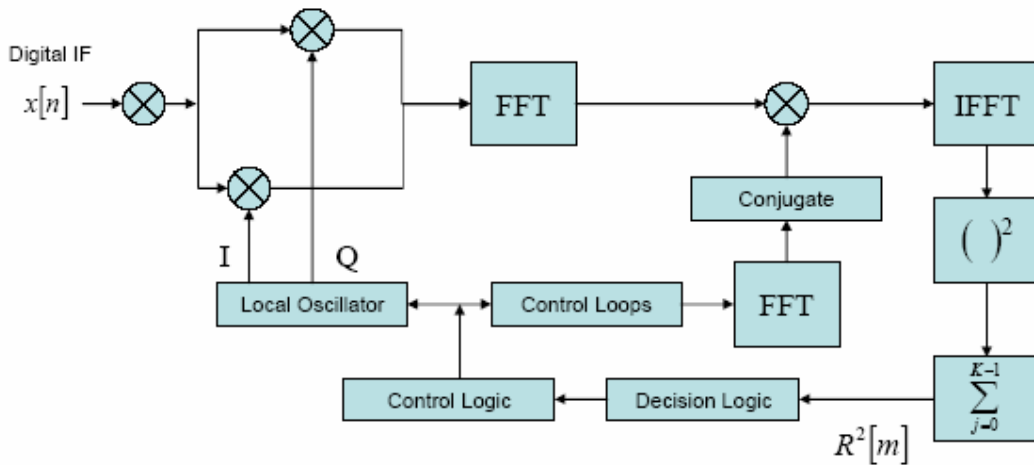 Digital IF
x[n]
FFT
IFFT
Conjugate
( )²
I
Q
Local Oscillator
Control Loops
FFT
Control Logic
Decision Logic
K−1
∑
j=0
R²[m]